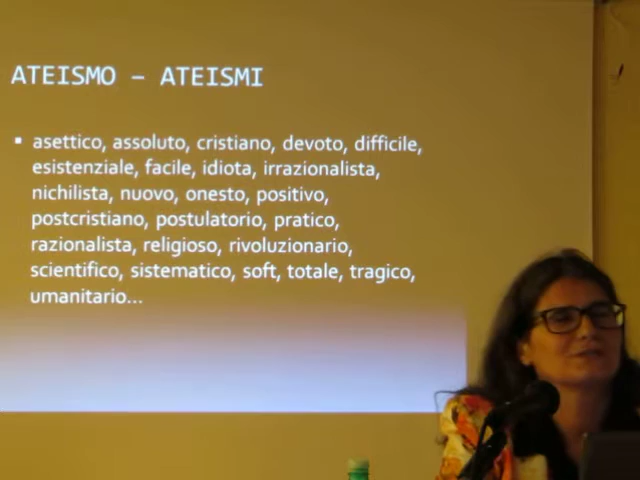 ATEISMO – ATEISMI
▪ asettico, assoluto, cristiano, devoto, difficile,
esistenziale, facile, idiota, irrazionalista,
nichilista, nuovo, onesto, positivo,
postcristiano, postulatorio, pratico,
razionalista, religioso, rivoluzionario,
scientifico, sistematico, soft, totale, tragico,
umanitario...